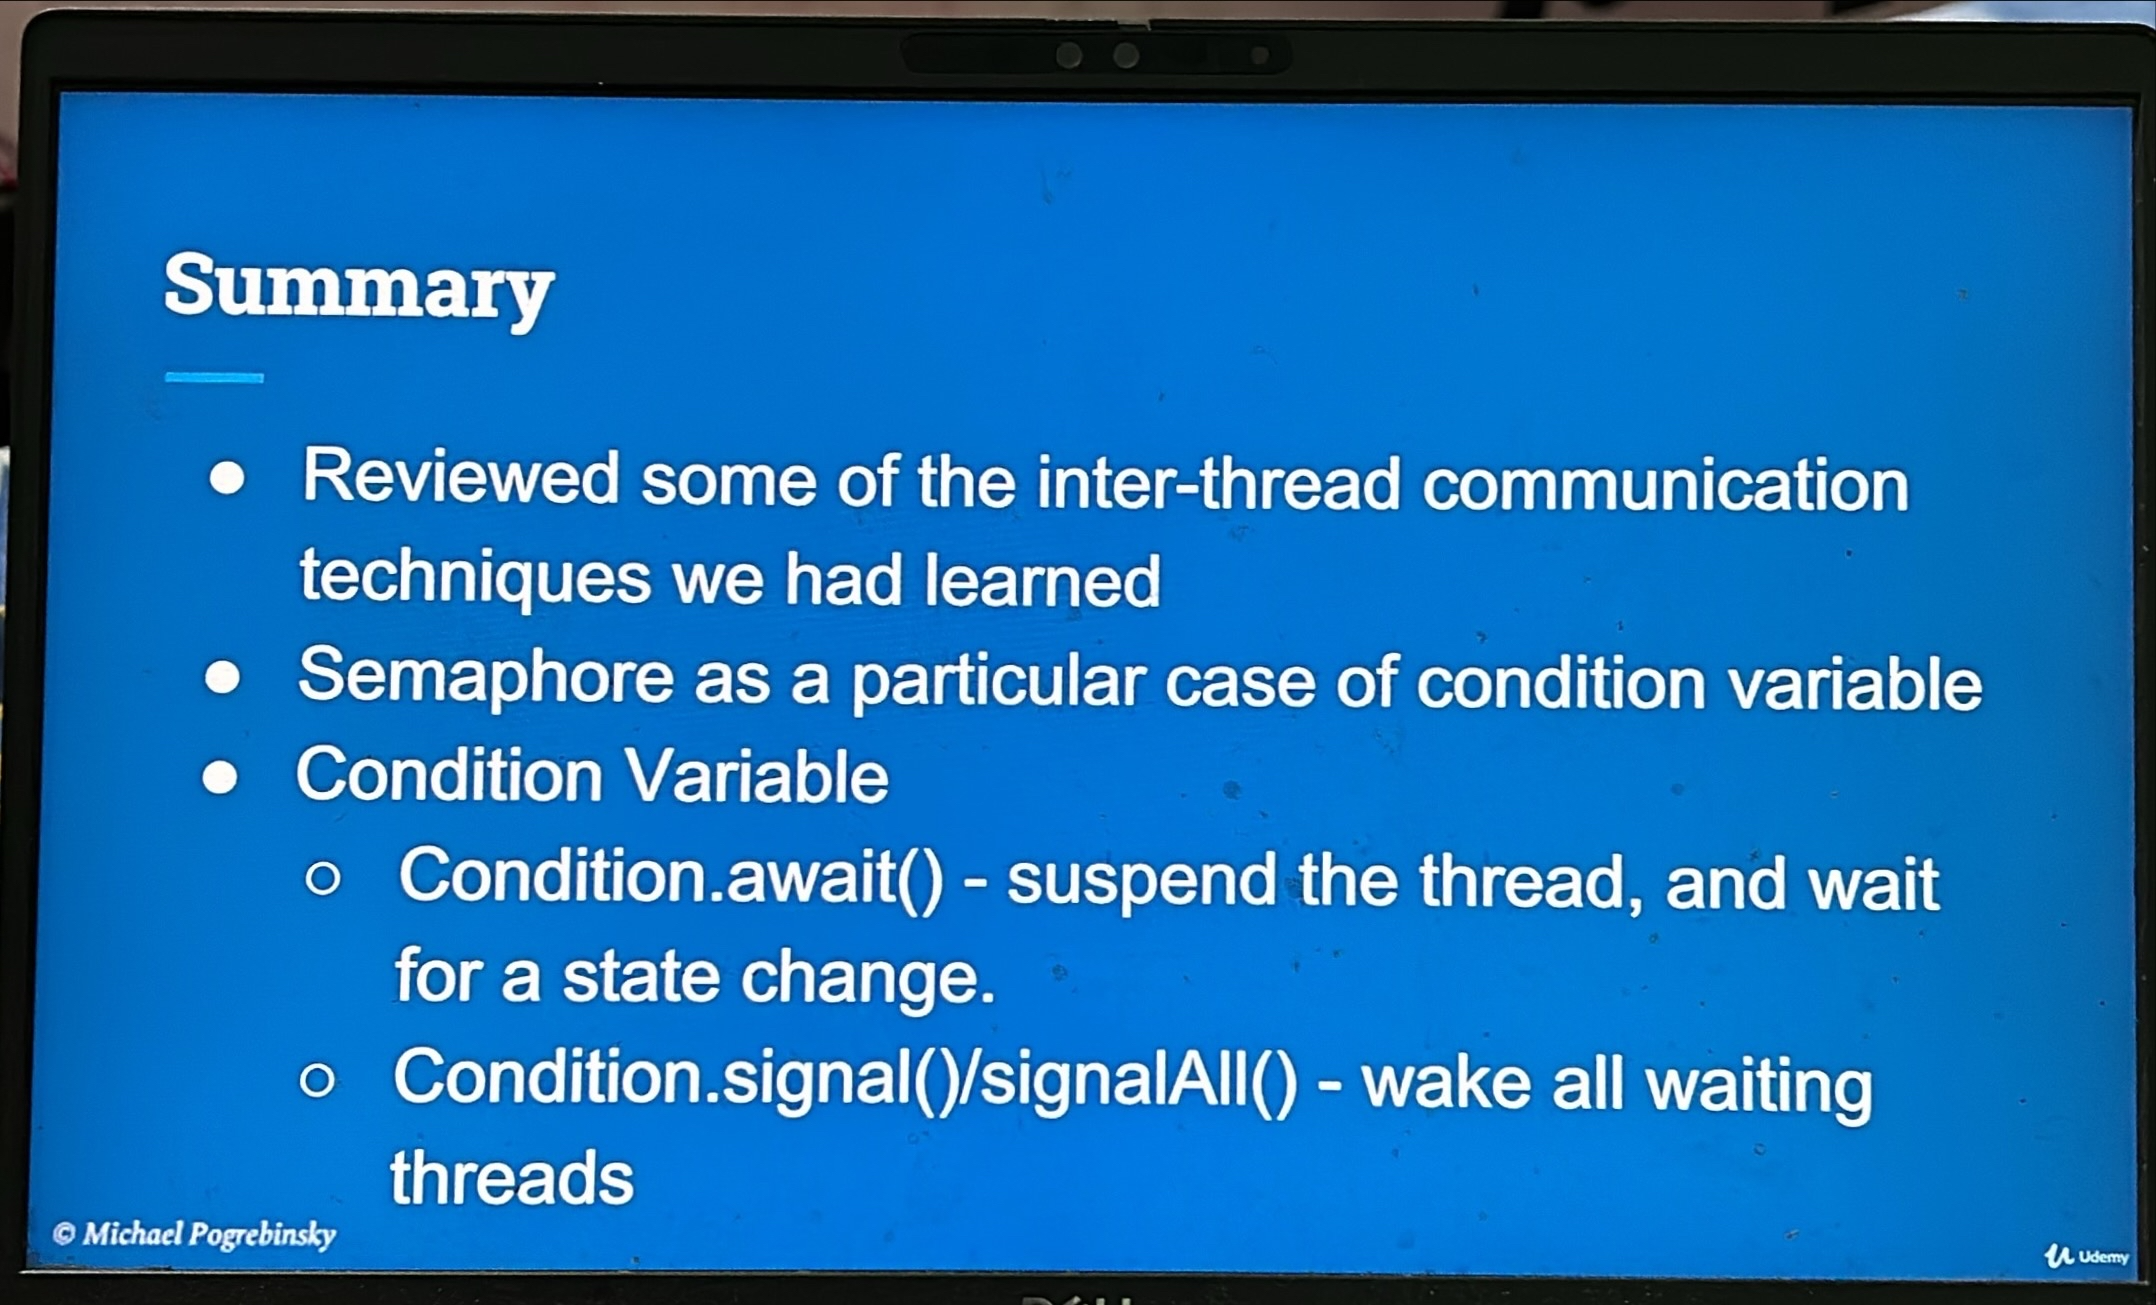 Summary
● Reviewed some of the inter-thread communication
techniques we had learned
● Semaphore as a particular case of condition variable
● Condition Variable
○ Condition.await() - suspend the thread, and wait
for a state change.
○ Condition.signal()/signalAll() - wake all waiting
threads
© Michael Pogrebinsky
Udemy